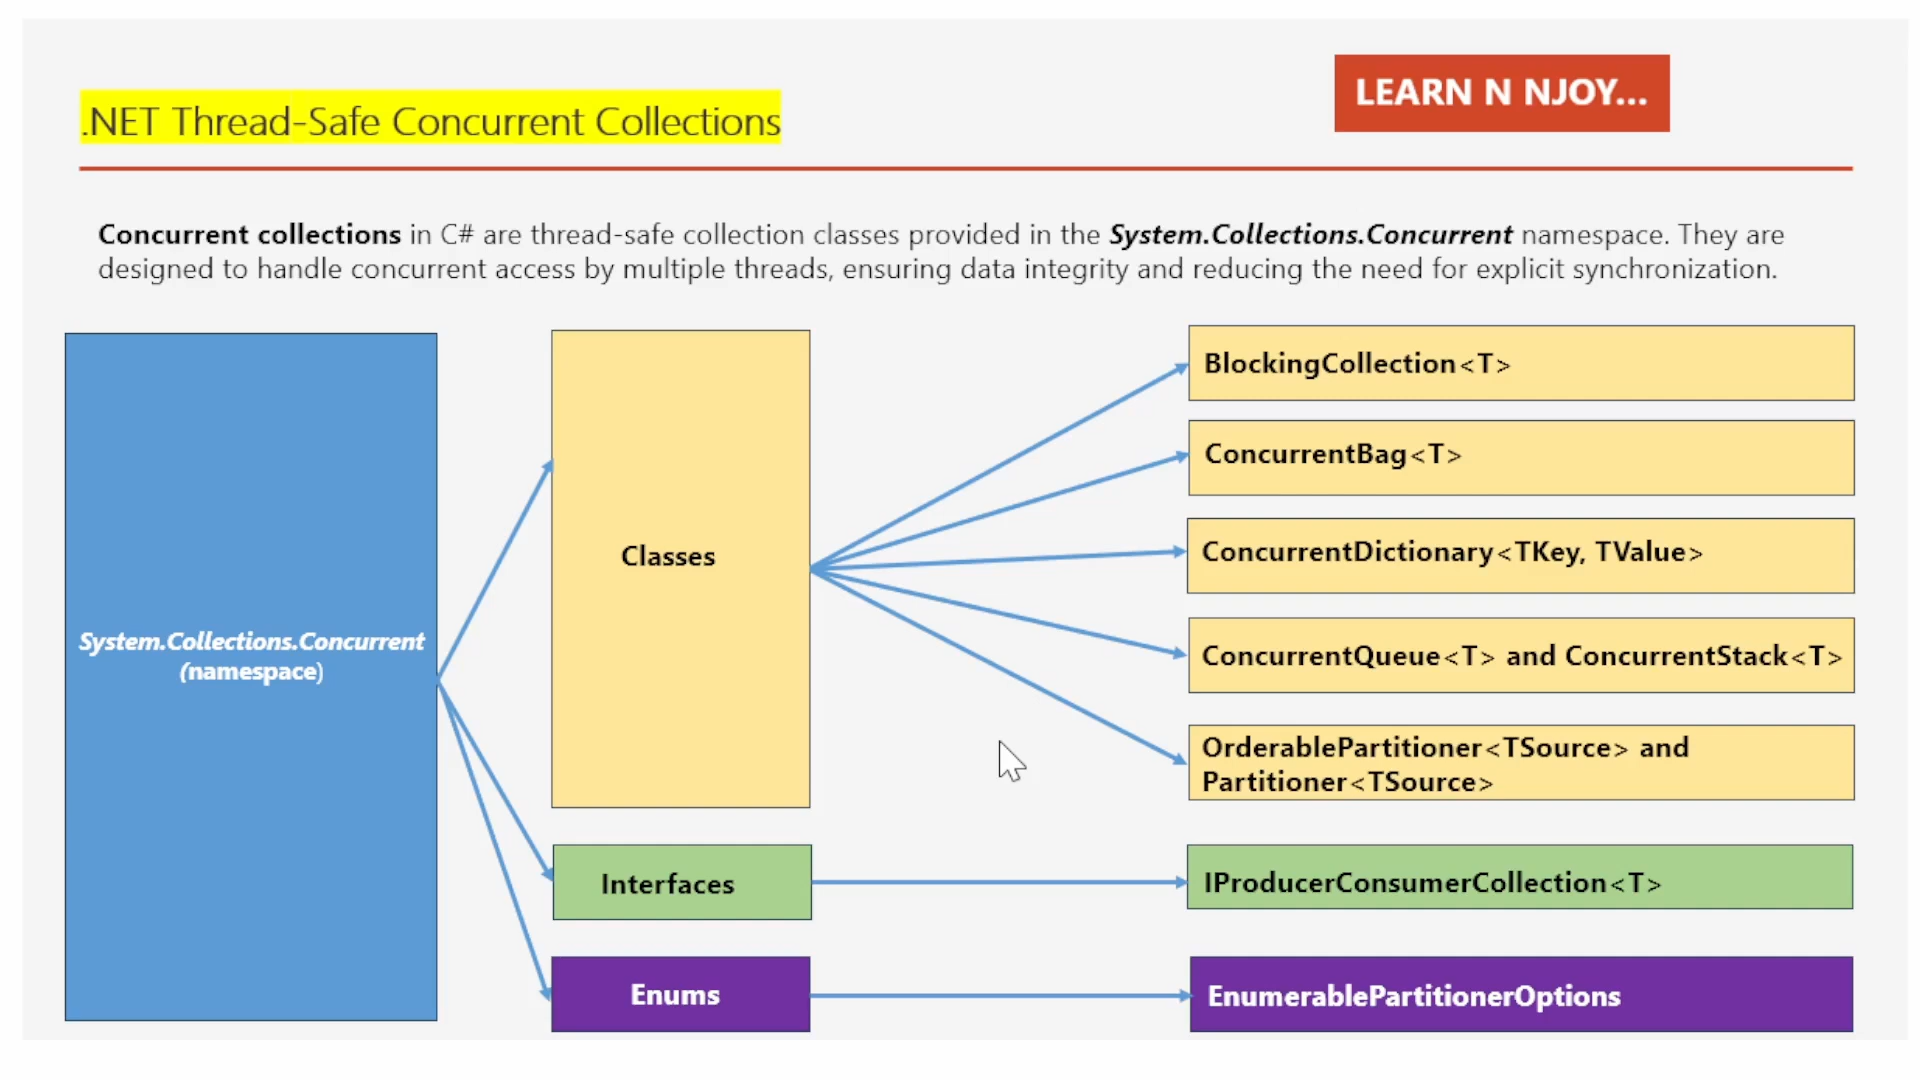 LEARN N NJOY...
.NET Thread-Safe Concurrent Collections
Concurrent collections in C# are thread-safe collection classes provided in the System.Collections.Concurrent namespace. They are
designed to handle concurrent access by multiple threads, ensuring data integrity and reducing the need for explicit synchronization.
System.Collections.Concurrent
(namespace)
Classes
BlockingCollection<T>
ConcurrentBag<T>
ConcurrentDictionary<TKey, TValue>
ConcurrentQueue<T> and ConcurrentStack<T>
OrderablePartitioner<TSource> and
Partitioner<TSource>
Interfaces
IProducerConsumerCollection<T>
Enums
EnumerablePartitionerOptions